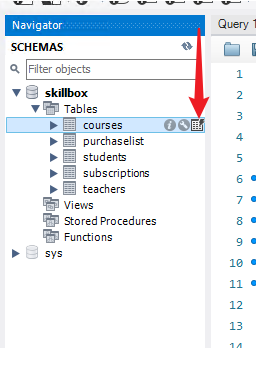 Navigator
SCHEMAS
Filter objects
skillbox
Tables
courses
purchaselist
students
subscriptions
teachers
Views
Stored Procedures
Functions
sys
Query 1
1
2
3
4
5
6
7
8
9
10
11
12
13
14